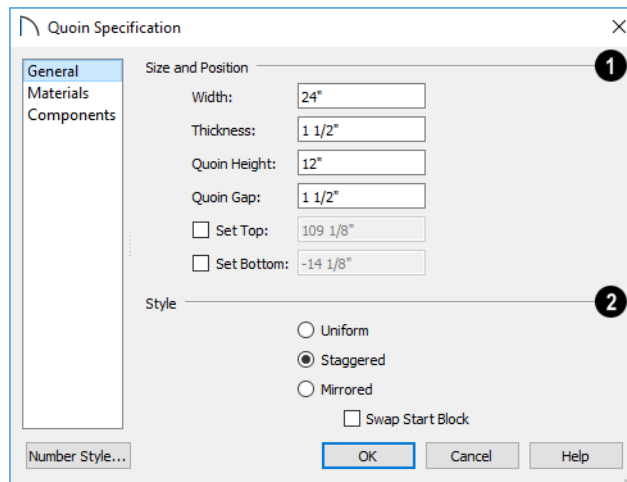 Quoin Specification
General
Materials
Components
Size and Position
1
Width: 24"
Thickness: 1 1/2"
Quoin Height: 12"
Quoin Gap: 1 1/2"
Set Top: 109 1/8"
Set Bottom: -14 1/8"
Style
2
Uniform
Staggered
Mirrored
Swap Start Block
Number Style... OK Cancel Help